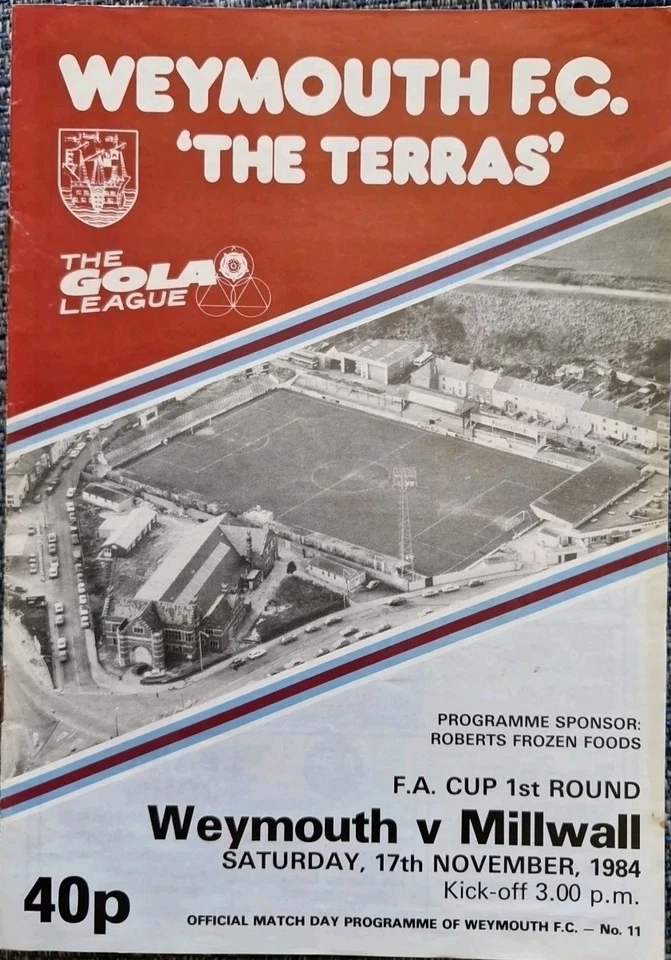 WEYMOUTH F.C.
'THE TERRAS'
THE
GOLA
LEAGUE
PROGRAMME SPONSOR:
ROBERTS FROZEN FOODS
F.A. CUP 1st ROUND
Weymouth v Millwall
SATURDAY, 17th NOVEMBER, 1984
Kick-off 3.00 p.m.
40p
OFFICIAL MATCH DAY PROGRAMME OF WEYMOUTH F.C. — No. 11